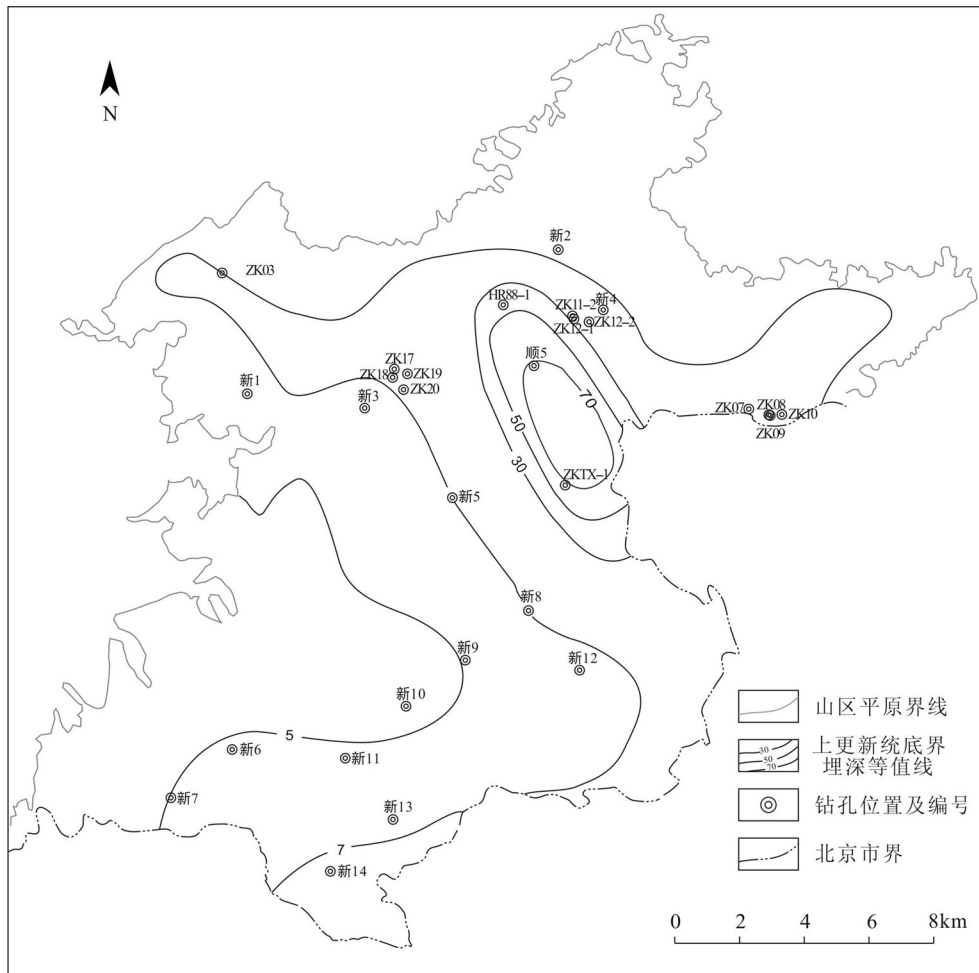 N
新2
ZK03
HR88-1
ZK11-2
新4
ZK12-2
ZK12-1
顺5
ZK17
ZK18
ZK19
ZK20
新1
新3
70
50
30
ZK07
ZK08
ZK10
ZK09
ZKTX-1
新5
新8
新9
新12
新10
5
新6
新11
新7
新13
7
新14
山区平原界线
30
50
70
上更新统底界
埋深等值线
钻孔位置及编号
北京市界
0 2 4 6 8km